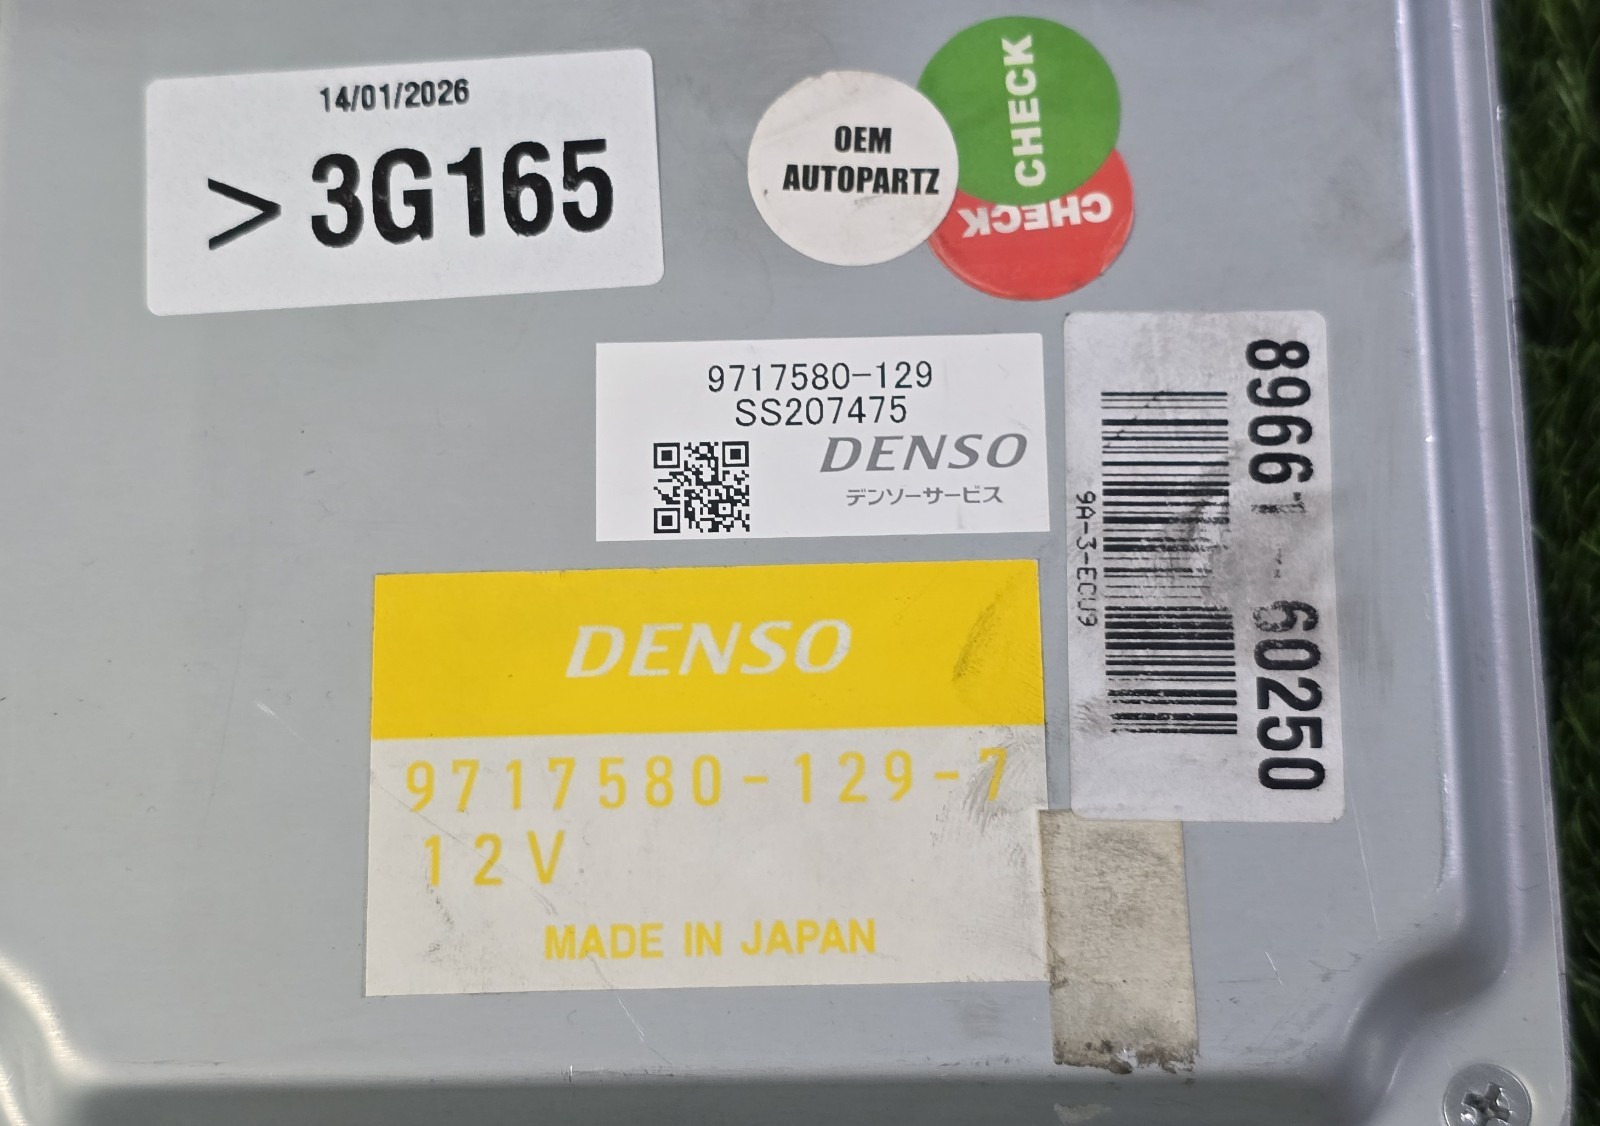 14/01/2026
> 3G165
OEM
AUTOPARTZ
CHECK
CHECK
9717580-129
SS207475
DENSO
デンソーサービス
89661-60250
9A-3-ECU9
DENSO
9717580-129-7
12V
MADE IN JAPAN